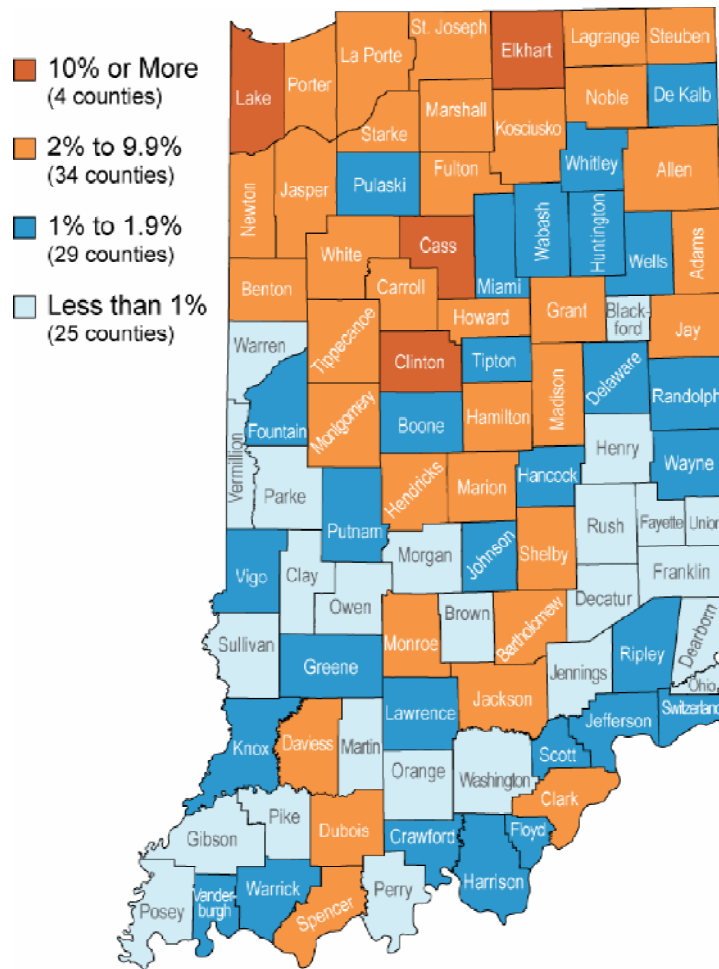 10% or More
(4 counties)
2% to 9.9%
(34 counties)
1% to 1.9%
(29 counties)
Less than 1%
(25 counties)
St. Joseph
Elkhart
Lagrange
Steuben
La Porte
Porter
Lake
Noble
De Kalb
Marshall
Starke
Kosciusko
Whitley
Allen
Fulton
Pulaski
Jasper
Newton
Wabash
Huntington
Wells
Adams
Miami
Cass
White
Carroll
Benton
Howard
Grant
Black-
ford
Jay
Warren
Tippecanoe
Clinton
Tipton
Madison
Delaware
Randolph
Fountain
Montgomery
Boone
Hamilton
Henry
Wayne
Vermillion
Parke
Hendricks
Marion
Hancock
Putnam
Rush
Fayette
Union
Morgan
Johnson
Shelby
Vigo
Clay
Owen
Franklin
Decatur
Brown
Bartholomew
Monroe
Sullivan
Greene
Dearborn
Ripley
Jennings
Ohio
Jackson
Lawrence
Switzerland
Jefferson
Knox
Daviess
Martin
Scott
Orange
Washington
Clark
Pike
Gibson
Dubois
Crawford
Floyd
Harrison
Perry
Warrick
Vander-
burgh
Posey
Spencer